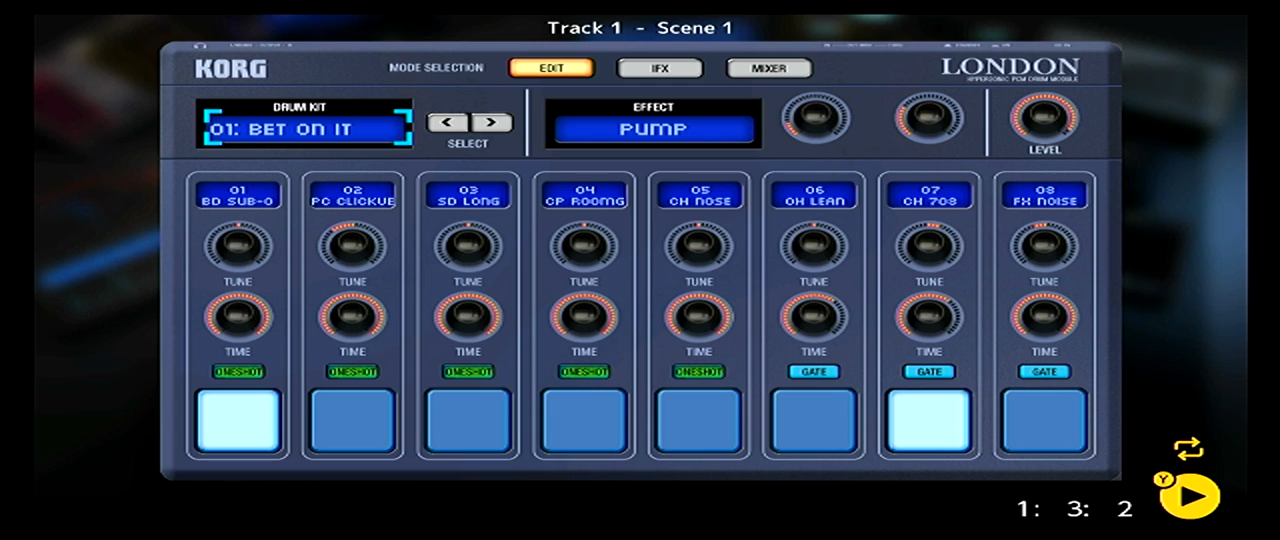 Track 1 - Scene 1
KORG
MODE SELECTION
EDIT
IFX
MIXER
LONDON
HYPERSONIC PCM DRUM MODULE
DRUM KIT
01: BET ON IT
< >
SELECT
EFFECT
PUMP
LEVEL
01
BD SUB-0
02
PC CLICKVE
03
SD LONG
04
CP ROOMG
05
CH NOSE
06
OH LEAN
07
CH 708
08
FX NOISE
TUNE TUNE TUNE TUNE TUNE TUNE TUNE TUNE
TIME TIME TIME TIME TIME TIME TIME TIME
ONESHOT ONESHOT ONESHOT ONESHOT ONESHOT GATE GATE GATE
Y
1: 3: 2